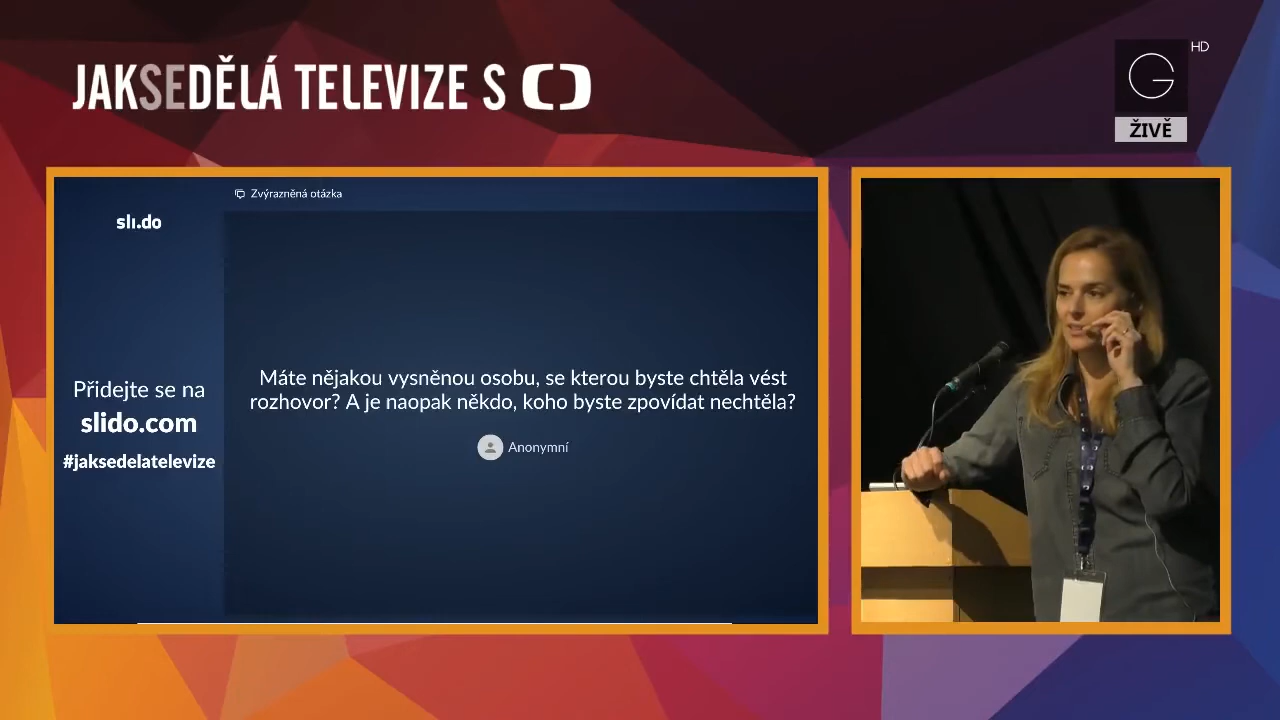 JAKSEDĚLÁ TELEVIZE S
G
HD
ŽIVĚ
Zvýrazněná otázka
sli.do
Přidejte se na
slido.com
#jaksedelatelevize
Máte nějakou vysněnou osobu, se kterou byste chtěla vést
rozhovor? A je naopak někdo, koho byste zpovídat nechtěla?
Anonymní